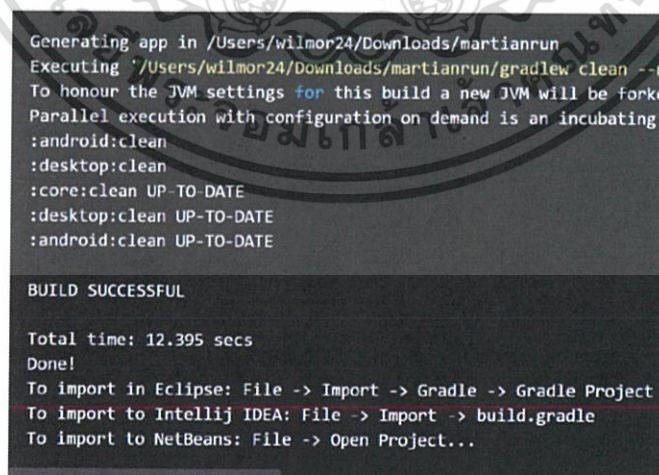 Generating app in /Users/wilmor24/Downloads/martianrun
Executing '/Users/wilmor24/Downloads/martianrun/gradlew clean
To honour the JVM settings for this build a new JVM will be
Parallel execution with configuration on demand is an incubating
:android:clean
:desktop:clean
:core:clean UP-TO-DATE
:desktop:clean UP-TO-DATE
:android:clean UP-TO-DATE
BUILD SUCCESSFUL
Total time: 12.395 secs
Done!
To import in Eclipse: File -> Import -> Gradle -> Gradle Project
To import to Intellij IDEA: File -> Import -> build.gradle
To import to NetBeans: File -> Open Project...